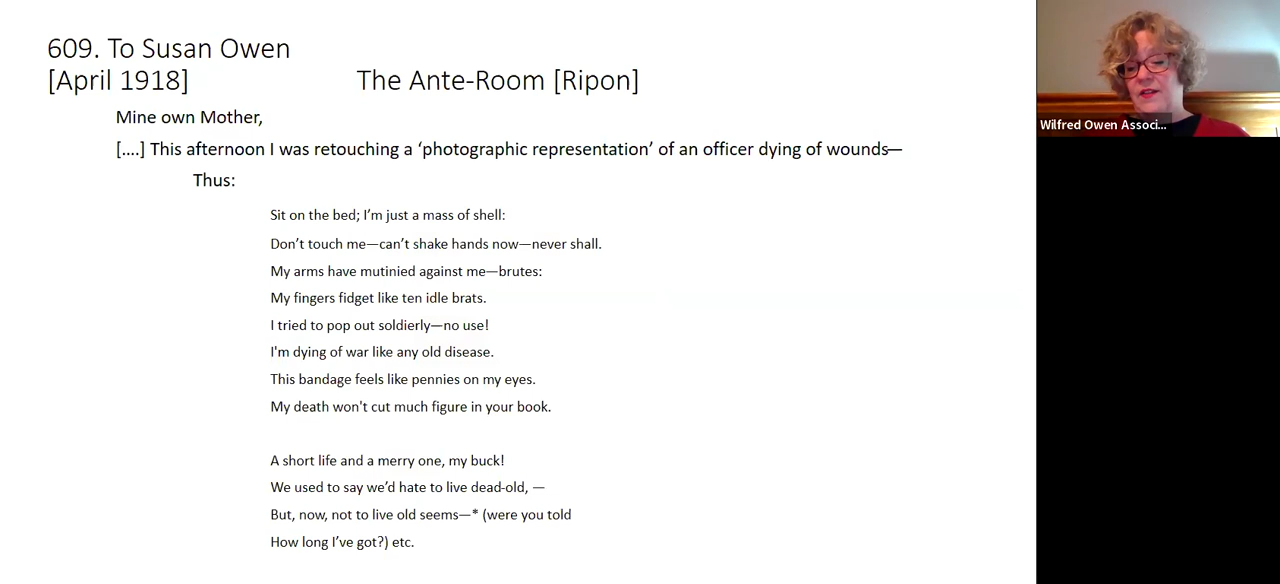 609. To Susan Owen
[April 1918] The Ante-Room [Ripon]
Mine own Mother,
[....] This afternoon I was retouching a ‘photographic representation’ of an officer dying of wounds—
Thus:
Sit on the bed; I’m just a mass of shell:
Don’t touch me—can’t shake hands now—never shall.
My arms have mutinied against me—brutes:
My fingers fidget like ten idle brats.
I tried to pop out soldierly—no use!
I'm dying of war like any old disease.
This bandage feels like pennies on my eyes.
My death won't cut much figure in your book.
A short life and a merry one, my buck!
We used to say we’d hate to live dead-old, —
But, now, not to live old seems—* (were you told
How long I’ve got?) etc.
Wilfred Owen Associ...